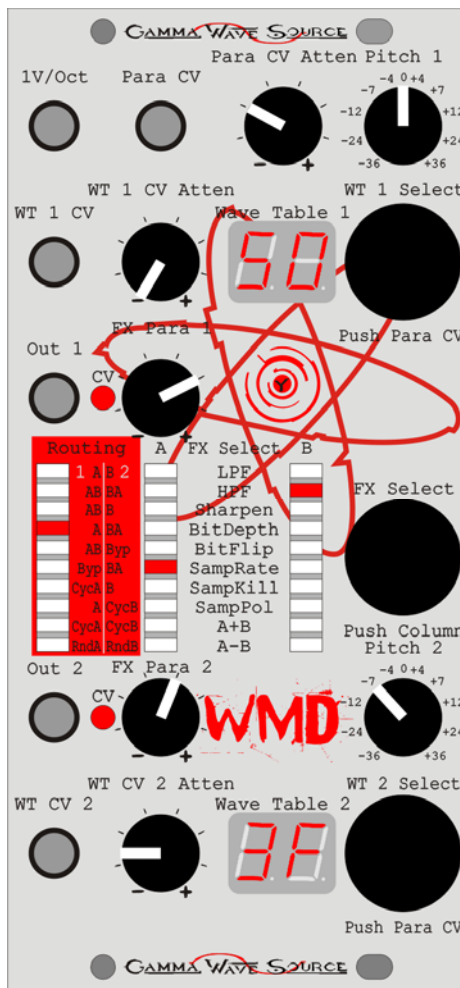 GAMMA WAVE SOURCE
Para CV Atten Pitch 1
1V/Oct Para CV
-4 0 +4
-7 +7
-12 +12
-24 +24
-36 +36
- +
WT 1 CV Atten WT 1 Select
WT 1 CV Wave Table 1
50
- +
Push Para CV
FX Para 1
Out 1
CV
- +
Routing A FX Select B
1 A B 2 LPF
AB BA HPF
AB B Sharpen FX Select
A BA BitDepth
AB Byp BitFlip
Byp BA SampRate
CycA B SampKill
A CycB SampPol
CycA CycB A+B
RndA RndB A-B
Push Column
Out 2 FX Para 2 Pitch 2
CV
WMD
- +
-4 0 +4
-7 +7
-12 +12
-24 +24
-36 +36
WT CV 2 Atten WT 2 Select
WT CV 2 Wave Table 2
3F
- +
Push Para CV
GAMMA WAVE SOURCE